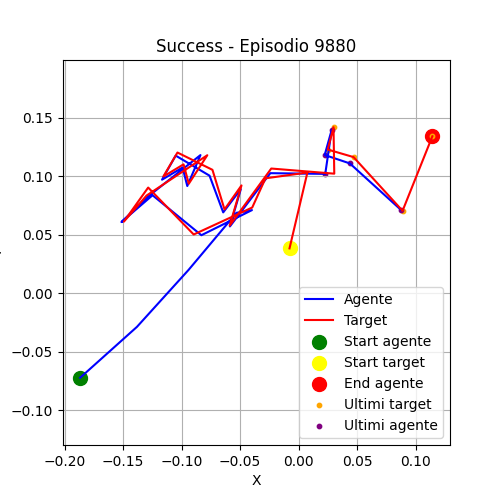 Success - Episodio 9880
0.15
0.10
0.05
0.00
−0.05
−0.10
Agente
Target
Start agente
Start target
End agente
Ultimi target
Ultimi agente
−0.20 −0.15 −0.10 −0.05 0.00 0.05 0.10
X